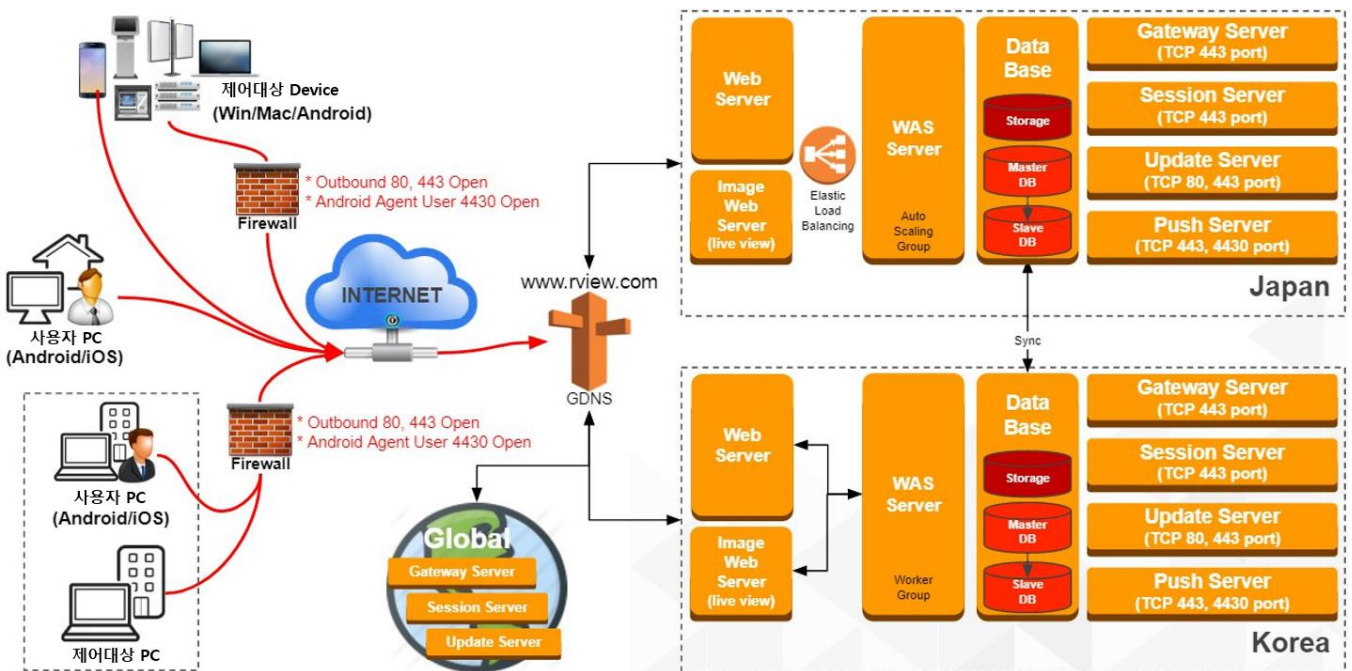 제어대상 Device
(Win/Mac/Android)
* Outbound 80, 443 Open
* Android Agent User 4430 Open
Firewall
사용자 PC
(Android/iOS)
INTERNET
www.rview.com
GDNS
* Outbound 80, 443 Open
* Android Agent User 4430 Open
Firewall
사용자 PC
(Android/iOS)
제어대상 PC
Global
Gateway Server
Session Server
Update Server
Web
Server
Image
Web
Server
(live view)
Elastic
Load
Balancing
WAS
Server
Auto
Scaling
Group
Data
Base
Storage
Master
DB
Slave
DB
Gateway Server
(TCP 443 port)
Session Server
(TCP 443 port)
Update Server
(TCP 80, 443 port)
Push Server
(TCP 443, 4430 port)
Japan
Sync
Web
Server
Image
Web
Server
(live view)
WAS
Server
Worker
Group
Data
Base
Storage
Master
DB
Slave
DB
Gateway Server
(TCP 443 port)
Session Server
(TCP 443 port)
Update Server
(TCP 80, 443 port)
Push Server
(TCP 443, 4430 port)
Korea